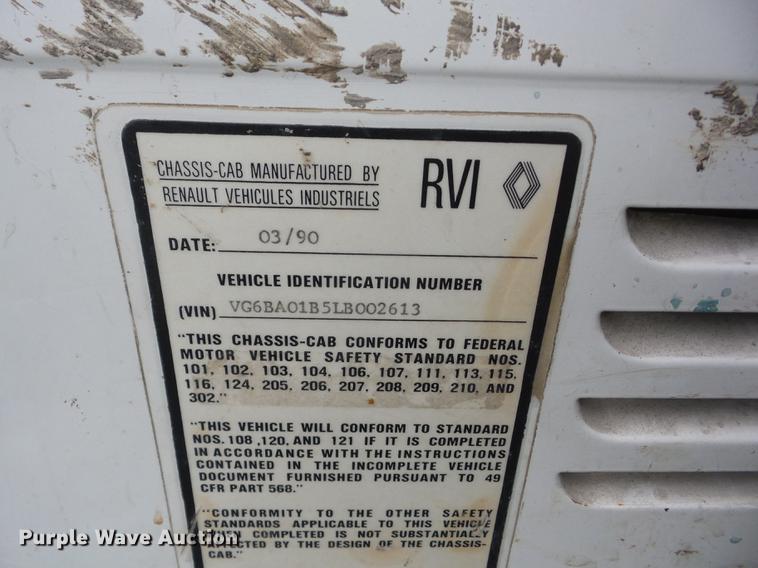 CHASSIS-CAB MANUFACTURED BY
RENAULT VEHICULES INDUSTRIELS
RVI
DATE: 03/90
VEHICLE IDENTIFICATION NUMBER
(VIN) VG6BA01B5LB002613
"THIS CHASSIS-CAB CONFORMS TO FEDERAL
MOTOR VEHICLE SAFETY STANDARD NOS.
101, 102, 103, 104, 106, 107, 111, 113, 115,
116, 124, 205, 206, 207, 208, 209, 210, AND
302."
"THIS VEHICLE WILL CONFORM TO STANDARD
NOS. 108 ,120, AND 121 IF IT IS COMPLETED
IN ACCORDANCE WITH THE INSTRUCTIONS
CONTAINED IN THE INCOMPLETE VEHICLE
DOCUMENT FURNISHED PURSUANT TO 49
CFR PART 568."
"CONFORMITY TO THE OTHER SAFETY
STANDARDS APPLICABLE TO THIS VEHICLE
WHEN COMPLETED IS NOT SUBSTANTIALLY
AFFECTED BY THE DESIGN OF THE CHASSIS-
CAB."
Purple Wave Auction